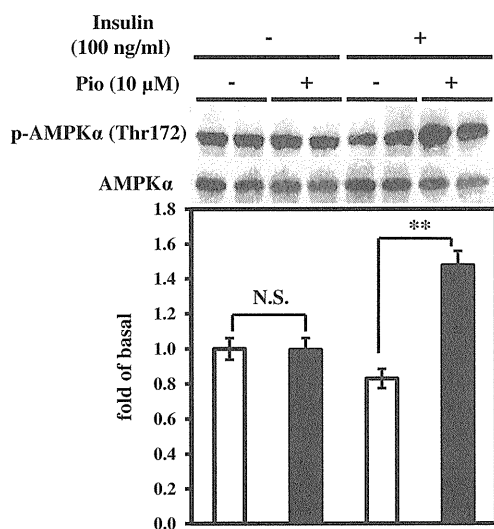 Insulin
(100 ng/ml)
- +
Pio (10 µM)
- + - +
p-AMPKα (Thr172)
AMPKα
fold of basal
1.8
1.6
1.4
1.2
1.0
0.8
0.6
0.4
0.2
0.0
N.S.
**